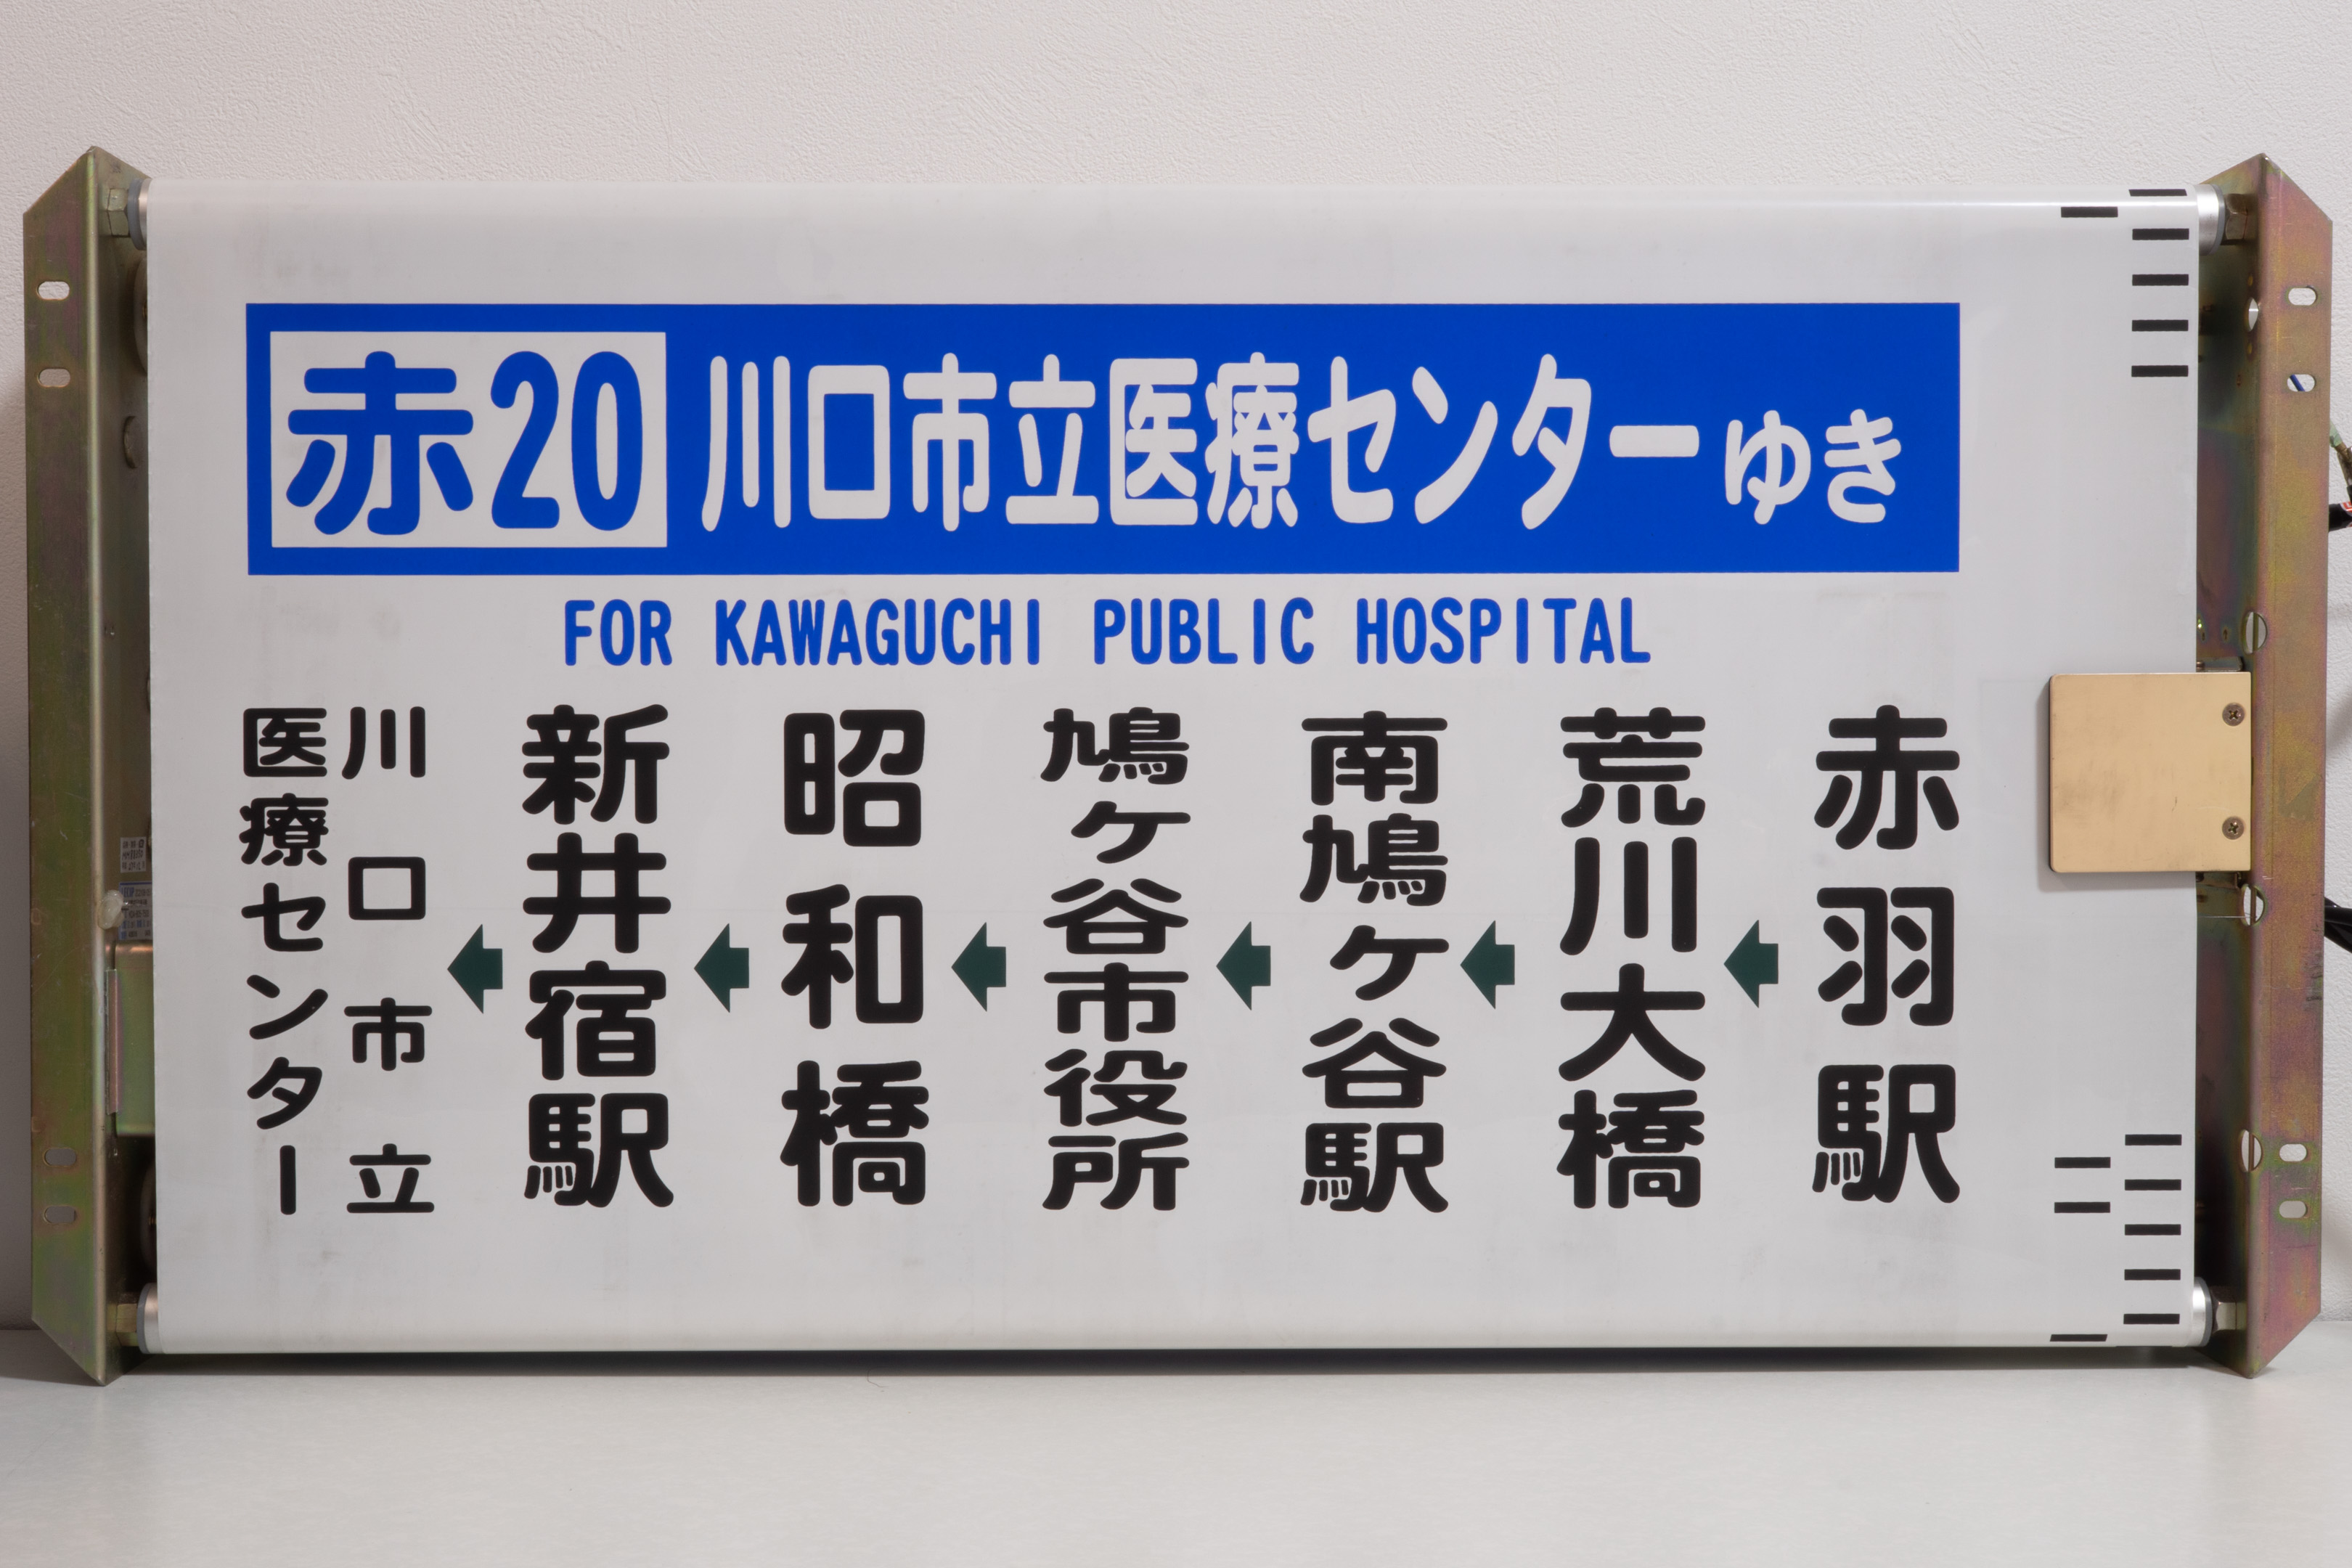 赤20 川口市立医療センターゆき
FOR KAWAGUCHI PUBLIC HOSPITAL
赤羽駅
←
荒川大橋
←
南鳩ヶ谷駅
←
鳩ヶ谷市役所
←
昭和橋
←
新井宿駅
←
川口市立
医療センター